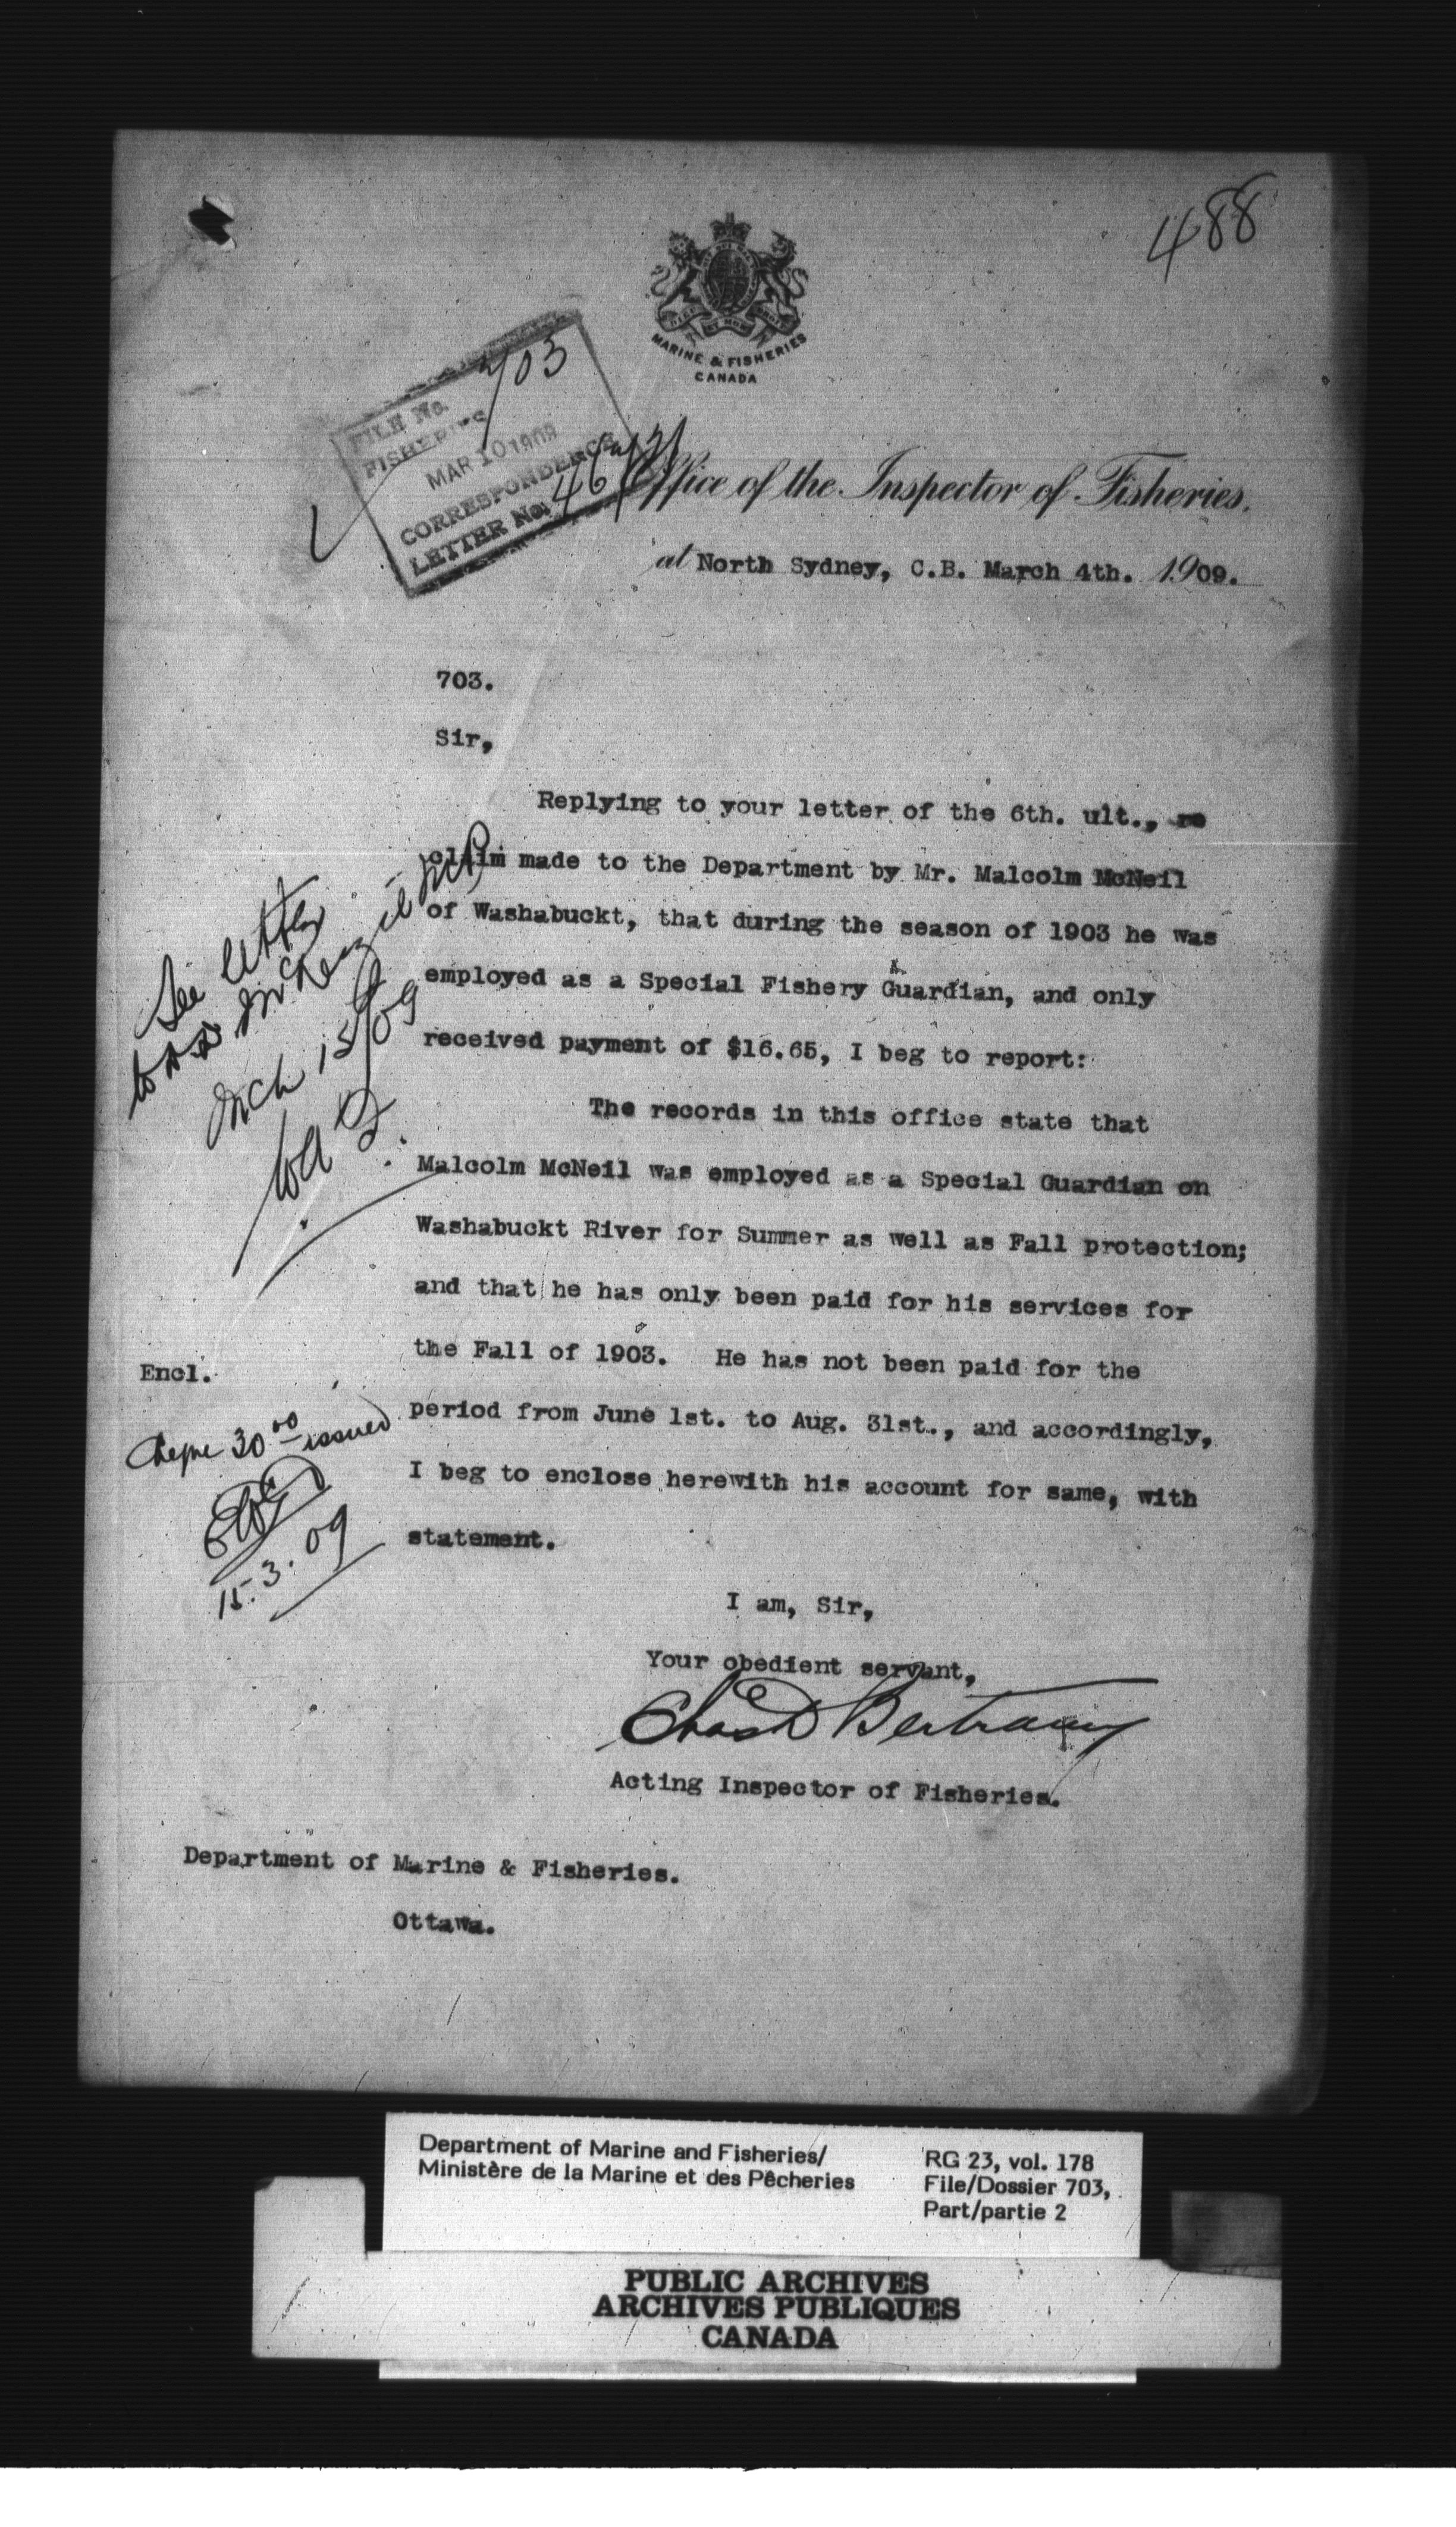 488
MARINE & FISHERIES
CANADA
FILE No. 703
FISHERIES
MAR 10 1909
CORRESPONDENCE
LETTER No.
Office of the Inspector of Fisheries,
at North Sydney, C.B. March 4th. 1909.
703.
Sir,
Replying to your letter of the 6th. ult., re
claim made to the Department by Mr. Malcolm McNeil
of Washabuckt, that during the season of 1903 he was
employed as a Special Fishery Guardian, and only
received payment of $16.65, I beg to report:
See letter
to McKenzie MP
Mch 15/09
The records in this office state that
Malcolm McNeil was employed as a Special Guardian on
Washabuckt River for Summer as well as Fall protection;
and that he has only been paid for his services for
the Fall of 1903. He has not been paid for the
Encl.
period from June 1st. to Aug. 31st., and accordingly,
Cheque 30.00 issued
I beg to enclose herewith his account for same, with
statement.
15.3.09
I am, Sir,
Your obedient servant,
Bertram
Acting Inspector of Fisheries.
Department of Marine & Fisheries.
Ottawa.
Department of Marine and Fisheries/
Ministère de la Marine et des Pêcheries
RG 23, vol. 178
File/Dossier 703,
Part/partie 2
PUBLIC ARCHIVES
ARCHIVES PUBLIQUES
CANADA